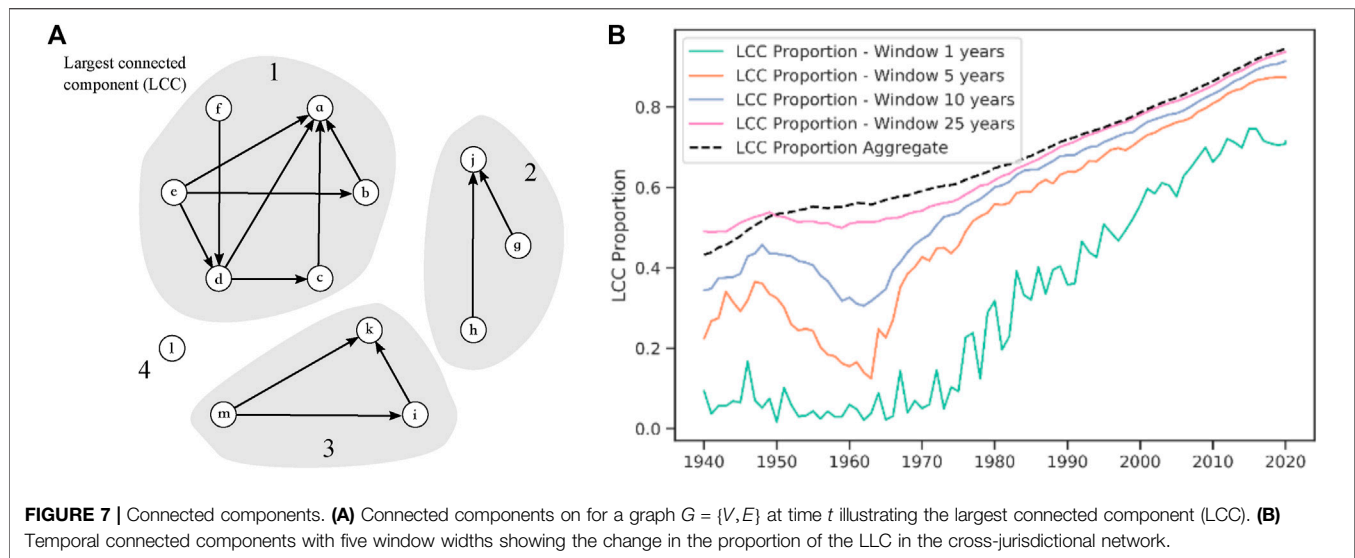 A
Largest connected
component (LCC)
1
f
a
e
b
d
c
2
j
g
h
4
l
k
m
i
3
B
LCC Proportion - Window 1 years
LCC Proportion - Window 5 years
LCC Proportion - Window 10 years
LCC Proportion - Window 25 years
LCC Proportion Aggregate
LCC Proportion
0.8
0.6
0.4
0.2
0.0
1940 1950 1960 1970 1980 1990 2000 2010 2020
FIGURE 7 | Connected components. (A) Connected components on for a graph G = {V,E} at time t illustrating the largest connected component (LCC). (B)
Temporal connected components with five window widths showing the change in the proportion of the LLC in the cross-jurisdictional network.